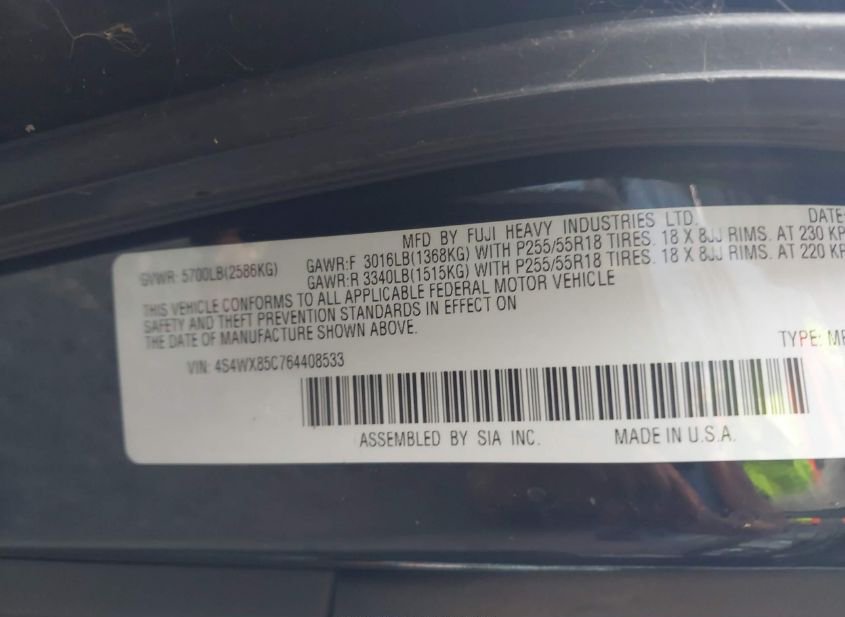 MFD BY FUJI HEAVY INDUSTRIES LTD. DATE:
GVWR: 5700LB(2586KG) GAWR:F 3016LB(1368KG) WITH P255/55R18 TIRES. 18 X 8JJ RIMS. AT 230 KP
GAWR:R 3340LB(1515KG) WITH P255/55R18 TIRES. 18 X 8JJ RIMS. AT 220 KP
THIS VEHICLE CONFORMS TO ALL APPLICABLE FEDERAL MOTOR VEHICLE
SAFETY AND THEFT PREVENTION STANDARDS IN EFFECT ON
THE DATE OF MANUFACTURE SHOWN ABOVE.
TYPE: MP
VIN: 4S4WX85C764408533
ASSEMBLED BY SIA INC. MADE IN U.S.A.